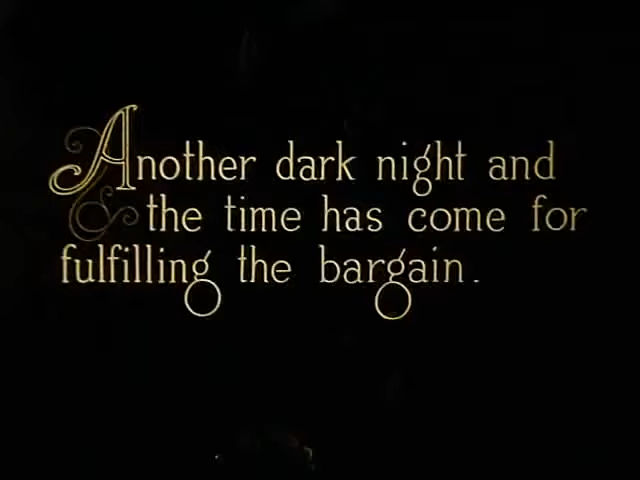 Another dark night and
the time has come for
fulfilling the bargain.